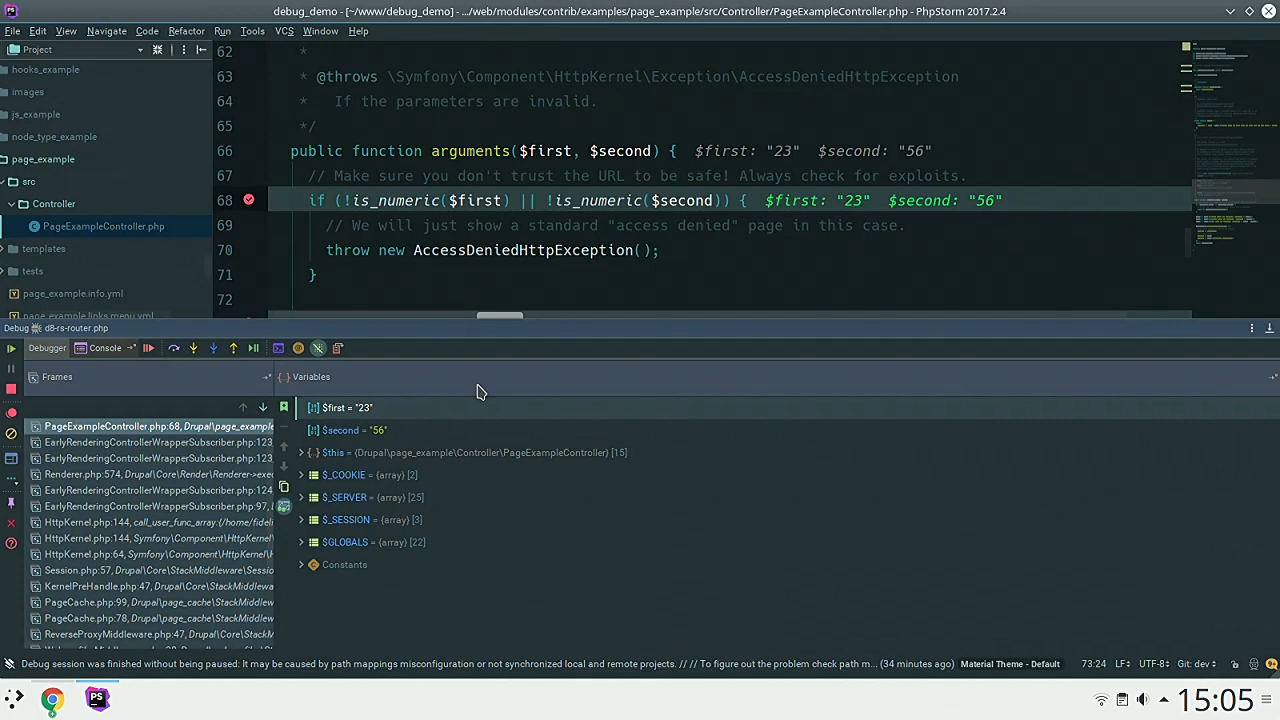 debug_demo - [~/www/debug_demo] - .../web/modules/contrib/examples/page_example/src/Controller/PageExampleController.php - PhpStorm 2017.2.4
File Edit View Navigate Code Refactor Run Tools VCS Window Help
Project
hooks_example
images
js_example
node_type_example
page_example
src
Controller
PageExampleController.php
templates
tests
page_example.info.yml
page_example.links.menu.yml
62 *
63 * @throws \Symfony\Component\HttpKernel\Exception\AccessDeniedHttpException
64 * If the parameters are invalid.
65 */
66 public function arguments($first, $second) { $first: "23" $second: "56"
67 // Make sure you don't trust the URL to be safe! Always check for exploits.
68 if (!is_numeric($first) || !is_numeric($second)) { $first: "23" $second: "56"
69 // We will just show a standard "access denied" page in this case.
70 throw new AccessDeniedHttpException();
71 }
72
Debug d8-rs-router.php
Debugger Console
Frames
Variables
PageExampleController.php:68, Drupal\page_example
EarlyRenderingControllerWrapperSubscriber.php:123
EarlyRenderingControllerWrapperSubscriber.php:123,
Renderer.php:574, Drupal\Core\Render\Renderer->exec
EarlyRenderingControllerWrapperSubscriber.php:124
EarlyRenderingControllerWrapperSubscriber.php:97,
HttpKernel.php:144, call_user_func_array:{/home/fideli
HttpKernel.php:144, Symfony\Component\HttpKernel\H
HttpKernel.php:64, Symfony\Component\HttpKernel\Htt
Session.php:57, Drupal\Core\StackMiddleware\Session
KernelPreHandle.php:47, Drupal\Core\StackMiddlewar
PageCache.php:99, Drupal\page_cache\StackMiddlew
PageCache.php:78, Drupal\page_cache\StackMiddlew
ReverseProxyMiddleware.php:47, Drupal\Core\StackM
$first = "23"
$second = "56"
$this = {Drupal\page_example\Controller\PageExampleController} [15]
$_COOKIE = {array} [2]
$_SERVER = {array} [25]
$_SESSION = {array} [3]
$GLOBALS = {array} [22]
Constants
Debug session was finished without being paused: It may be caused by path mappings misconfiguration or not synchronized local and remote projects. // // To figure out the problem check path m... (34 minutes ago) Material Theme - Default 73:24 LF÷ UTF-8÷ Git: dev÷
PS
15:05